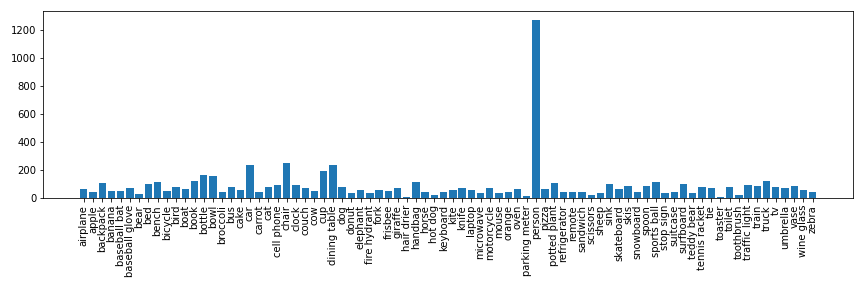 1200
1000
800
600
400
200
0
airplane
apple
backpack
banana
baseball bat
baseball glove
bear
bed
bench
bicycle
bird
boat
book
bottle
bowl
broccoli
bus
cake
car
carrot
cat
cell phone
chair
clock
couch
cow
cup
dining table
dog
donut
elephant
fire hydrant
fork
frisbee
giraffe
hair drier
handbag
horse
hot dog
keyboard
kite
knife
laptop
microwave
motorcycle
mouse
orange
oven
parking meter
person
pizza
potted plant
refrigerator
remote
sandwich
scissors
sheep
sink
skateboard
skis
snowboard
spoon
sports ball
stop sign
suitcase
surfboard
teddy bear
tennis racket
tie
toaster
toilet
toothbrush
traffic light
train
truck
tv
umbrella
vase
wine glass
zebra